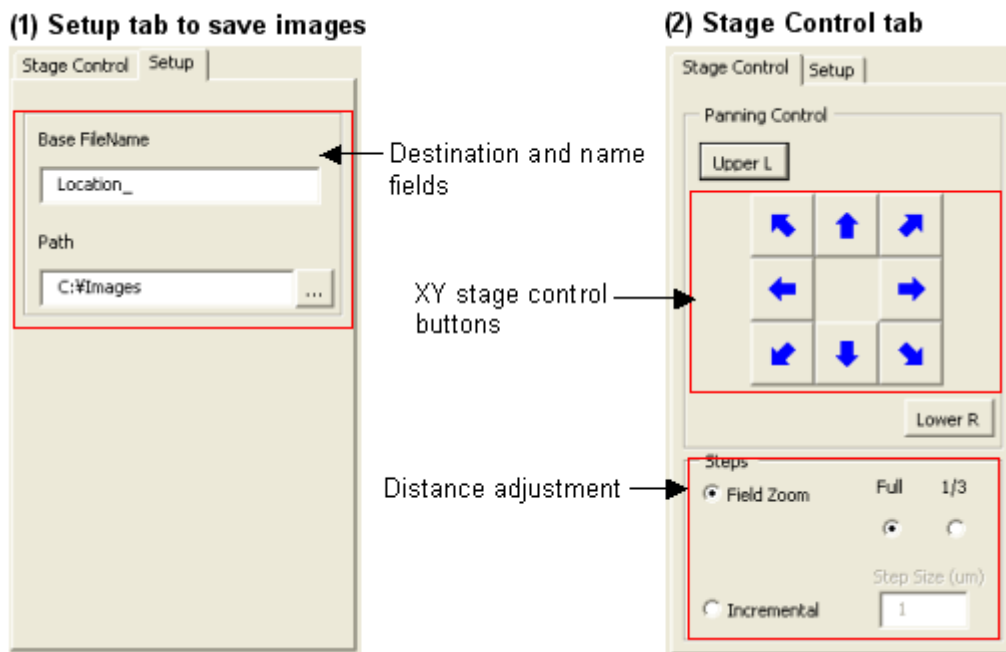 (1) Setup tab to save images
Stage Control
Setup
Base FileName
Location_
Path
C:¥Images
...
Destination and name
fields
XY stage control
buttons
Distance adjustment
(2) Stage Control tab
Stage Control
Setup
Panning Control
Upper L
Lower R
Steps
Field Zoom
Full
1/3
Step Size (um)
Incremental
1